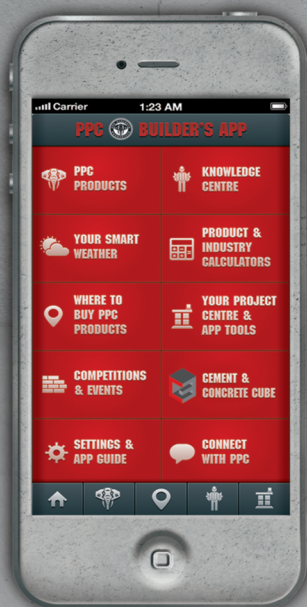 Carrier 1:23 AM
PPC BUILDER'S APP
PPC
PRODUCTS
KNOWLEDGE
CENTRE
YOUR SMART
WEATHER
PRODUCT &
INDUSTRY
CALCULATORS
WHERE TO
BUY PPC
PRODUCTS
YOUR PROJECT
CENTRE &
APP TOOLS
COMPETITIONS
& EVENTS
CEMENT &
CONCRETE CUBE
SETTINGS &
APP GUIDE
CONNECT
WITH PPC